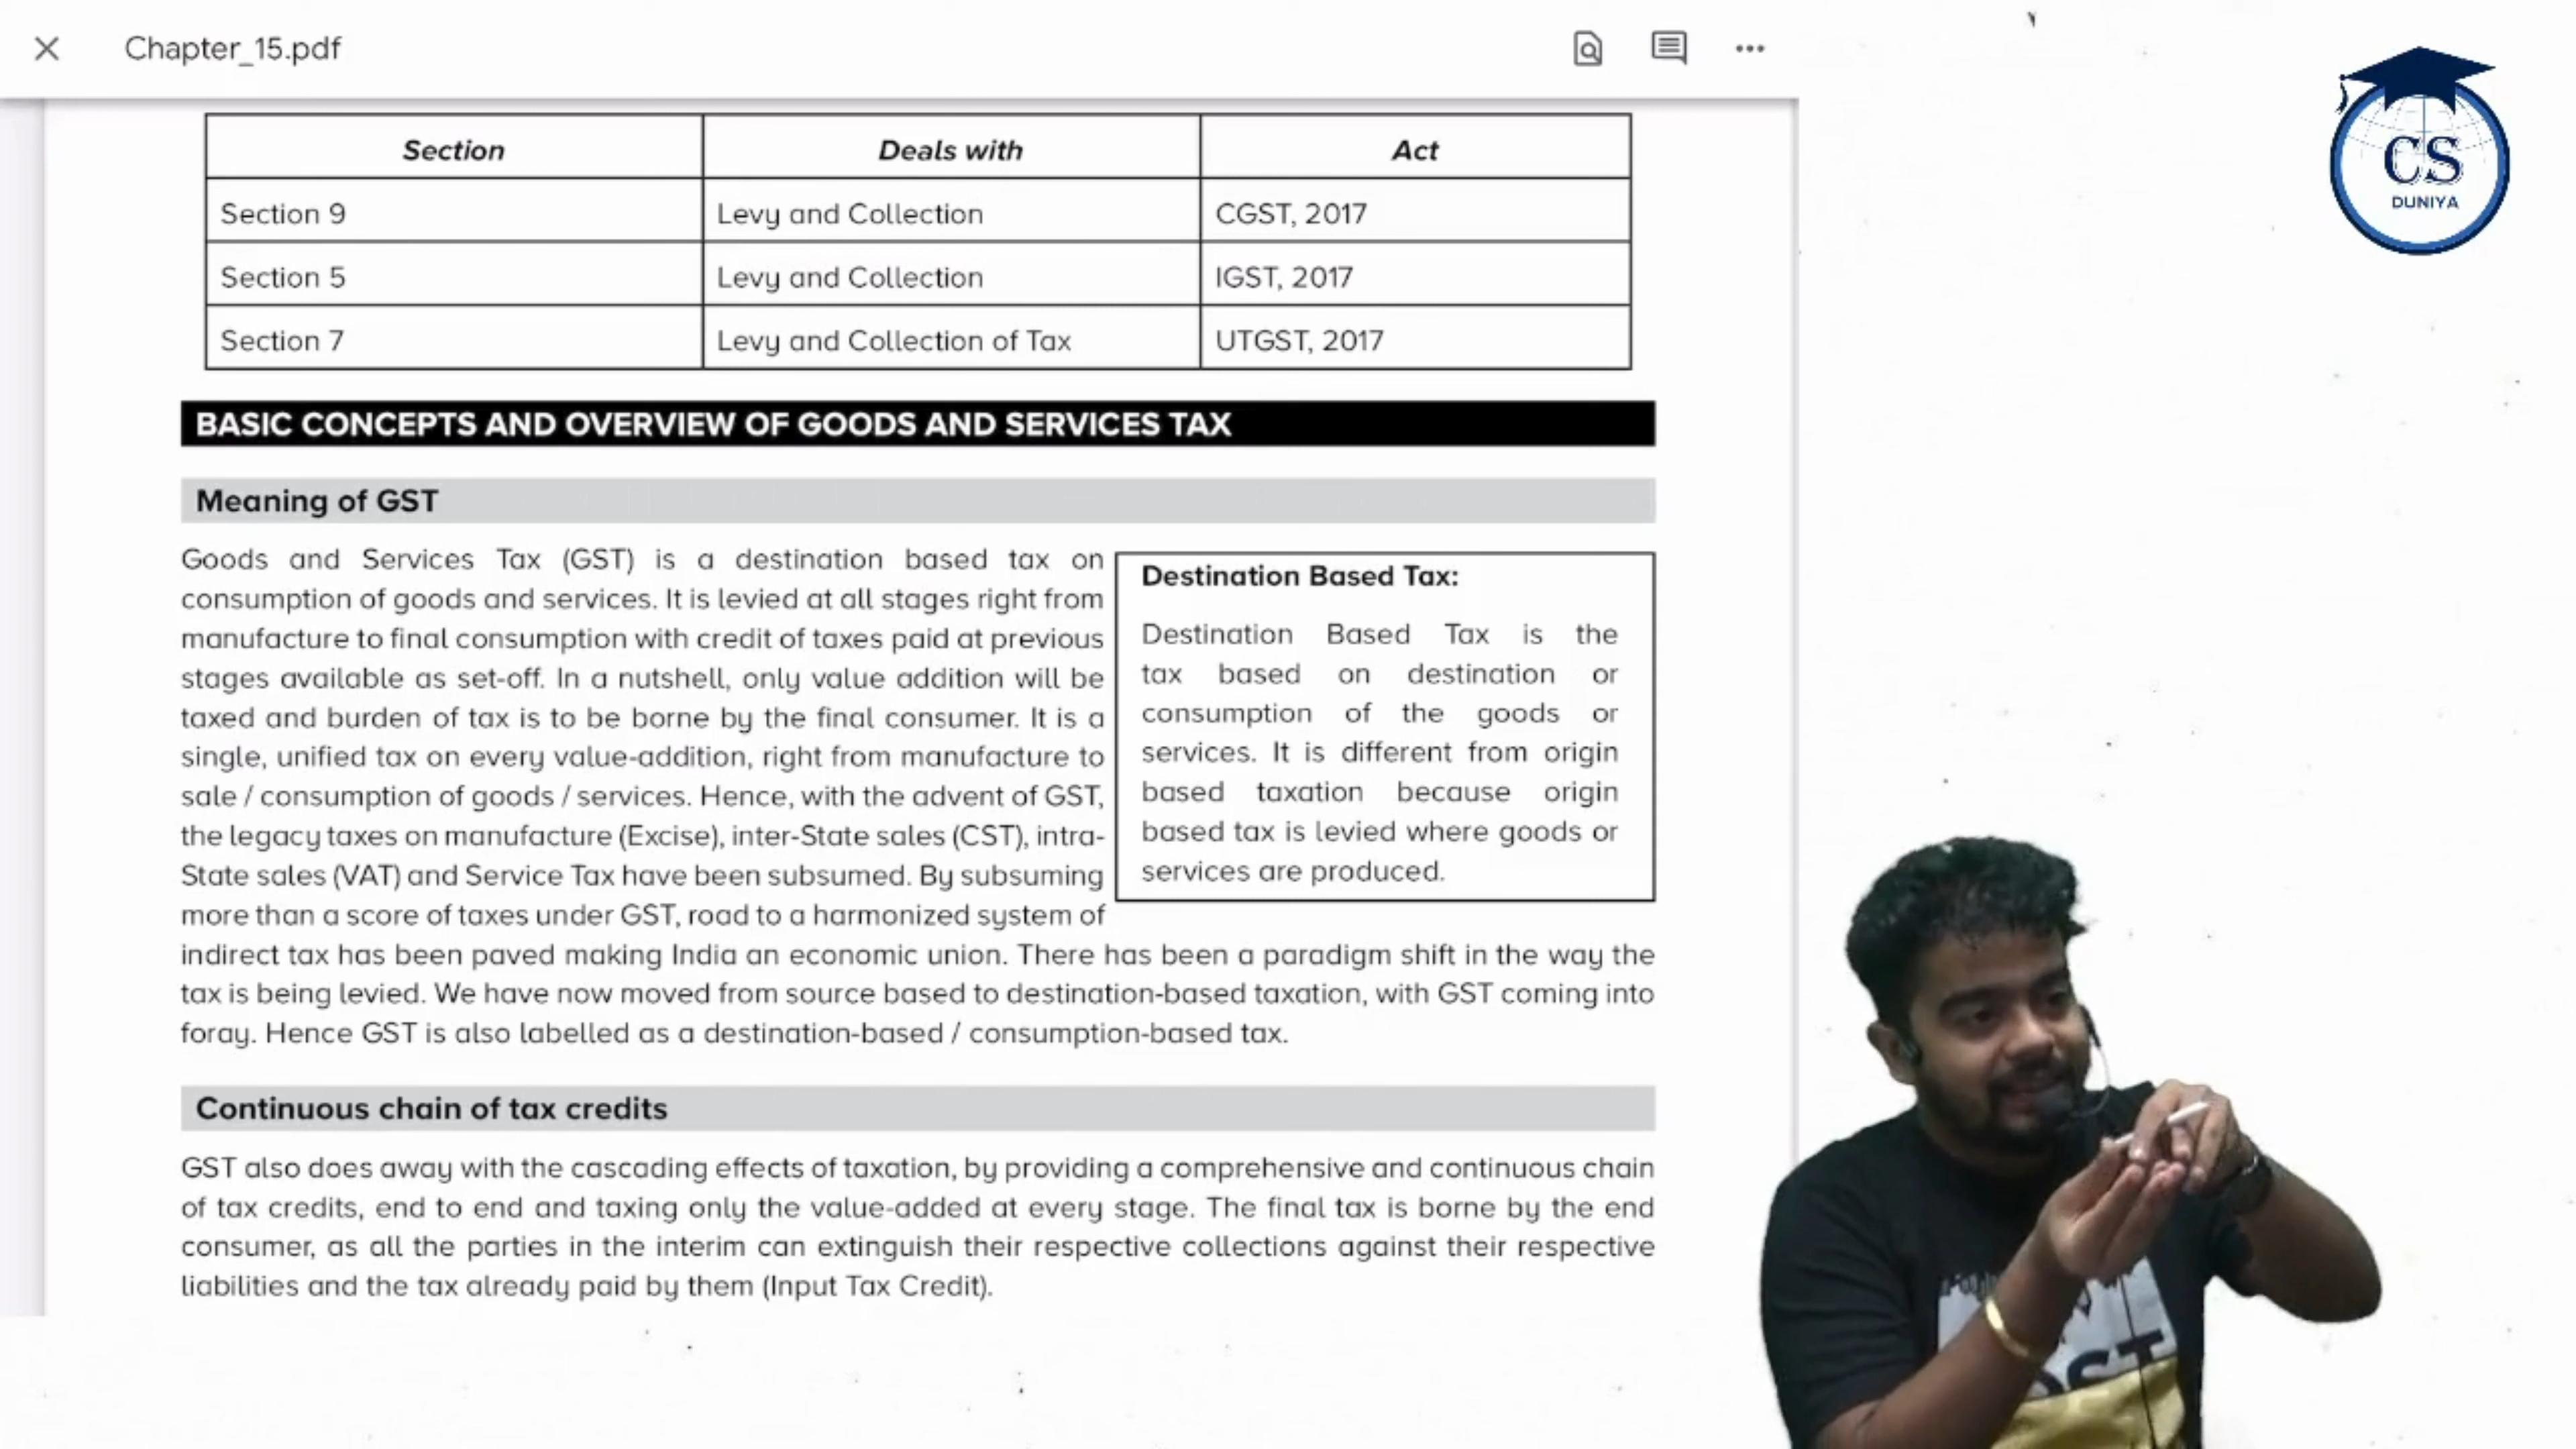 Chapter_15.pdf
CS
DUNIYA
Section Deals with Act
Section 9 Levy and Collection CGST, 2017
Section 5 Levy and Collection IGST, 2017
Section 7 Levy and Collection of Tax UTGST, 2017
BASIC CONCEPTS AND OVERVIEW OF GOODS AND SERVICES TAX
Meaning of GST
Goods and Services Tax (GST) is a destination based tax on
consumption of goods and services. It is levied at all stages right from
manufacture to final consumption with credit of taxes paid at previous
stages available as set-off. In a nutshell, only value addition will be
taxed and burden of tax is to be borne by the final consumer. It is a
single, unified tax on every value-addition, right from manufacture to
sale / consumption of goods / services. Hence, with the advent of GST,
the legacy taxes on manufacture (Excise), inter-State sales (CST), intra-
State sales (VAT) and Service Tax have been subsumed. By subsuming
more than a score of taxes under GST, road to a harmonized system of
indirect tax has been paved making India an economic union. There has been a paradigm shift in the way the
tax is being levied. We have now moved from source based to destination-based taxation, with GST coming into
foray. Hence GST is also labelled as a destination-based / consumption-based tax.
Destination Based Tax:
Destination Based Tax is the
tax based on destination or
consumption of the goods or
services. It is different from origin
based taxation because origin
based tax is levied where goods or
services are produced.
Continuous chain of tax credits
GST also does away with the cascading effects of taxation, by providing a comprehensive and continuous chain
of tax credits, end to end and taxing only the value-added at every stage. The final tax is borne by the end
consumer, as all the parties in the interim can extinguish their respective collections against their respective
liabilities and the tax already paid by them (Input Tax Credit).